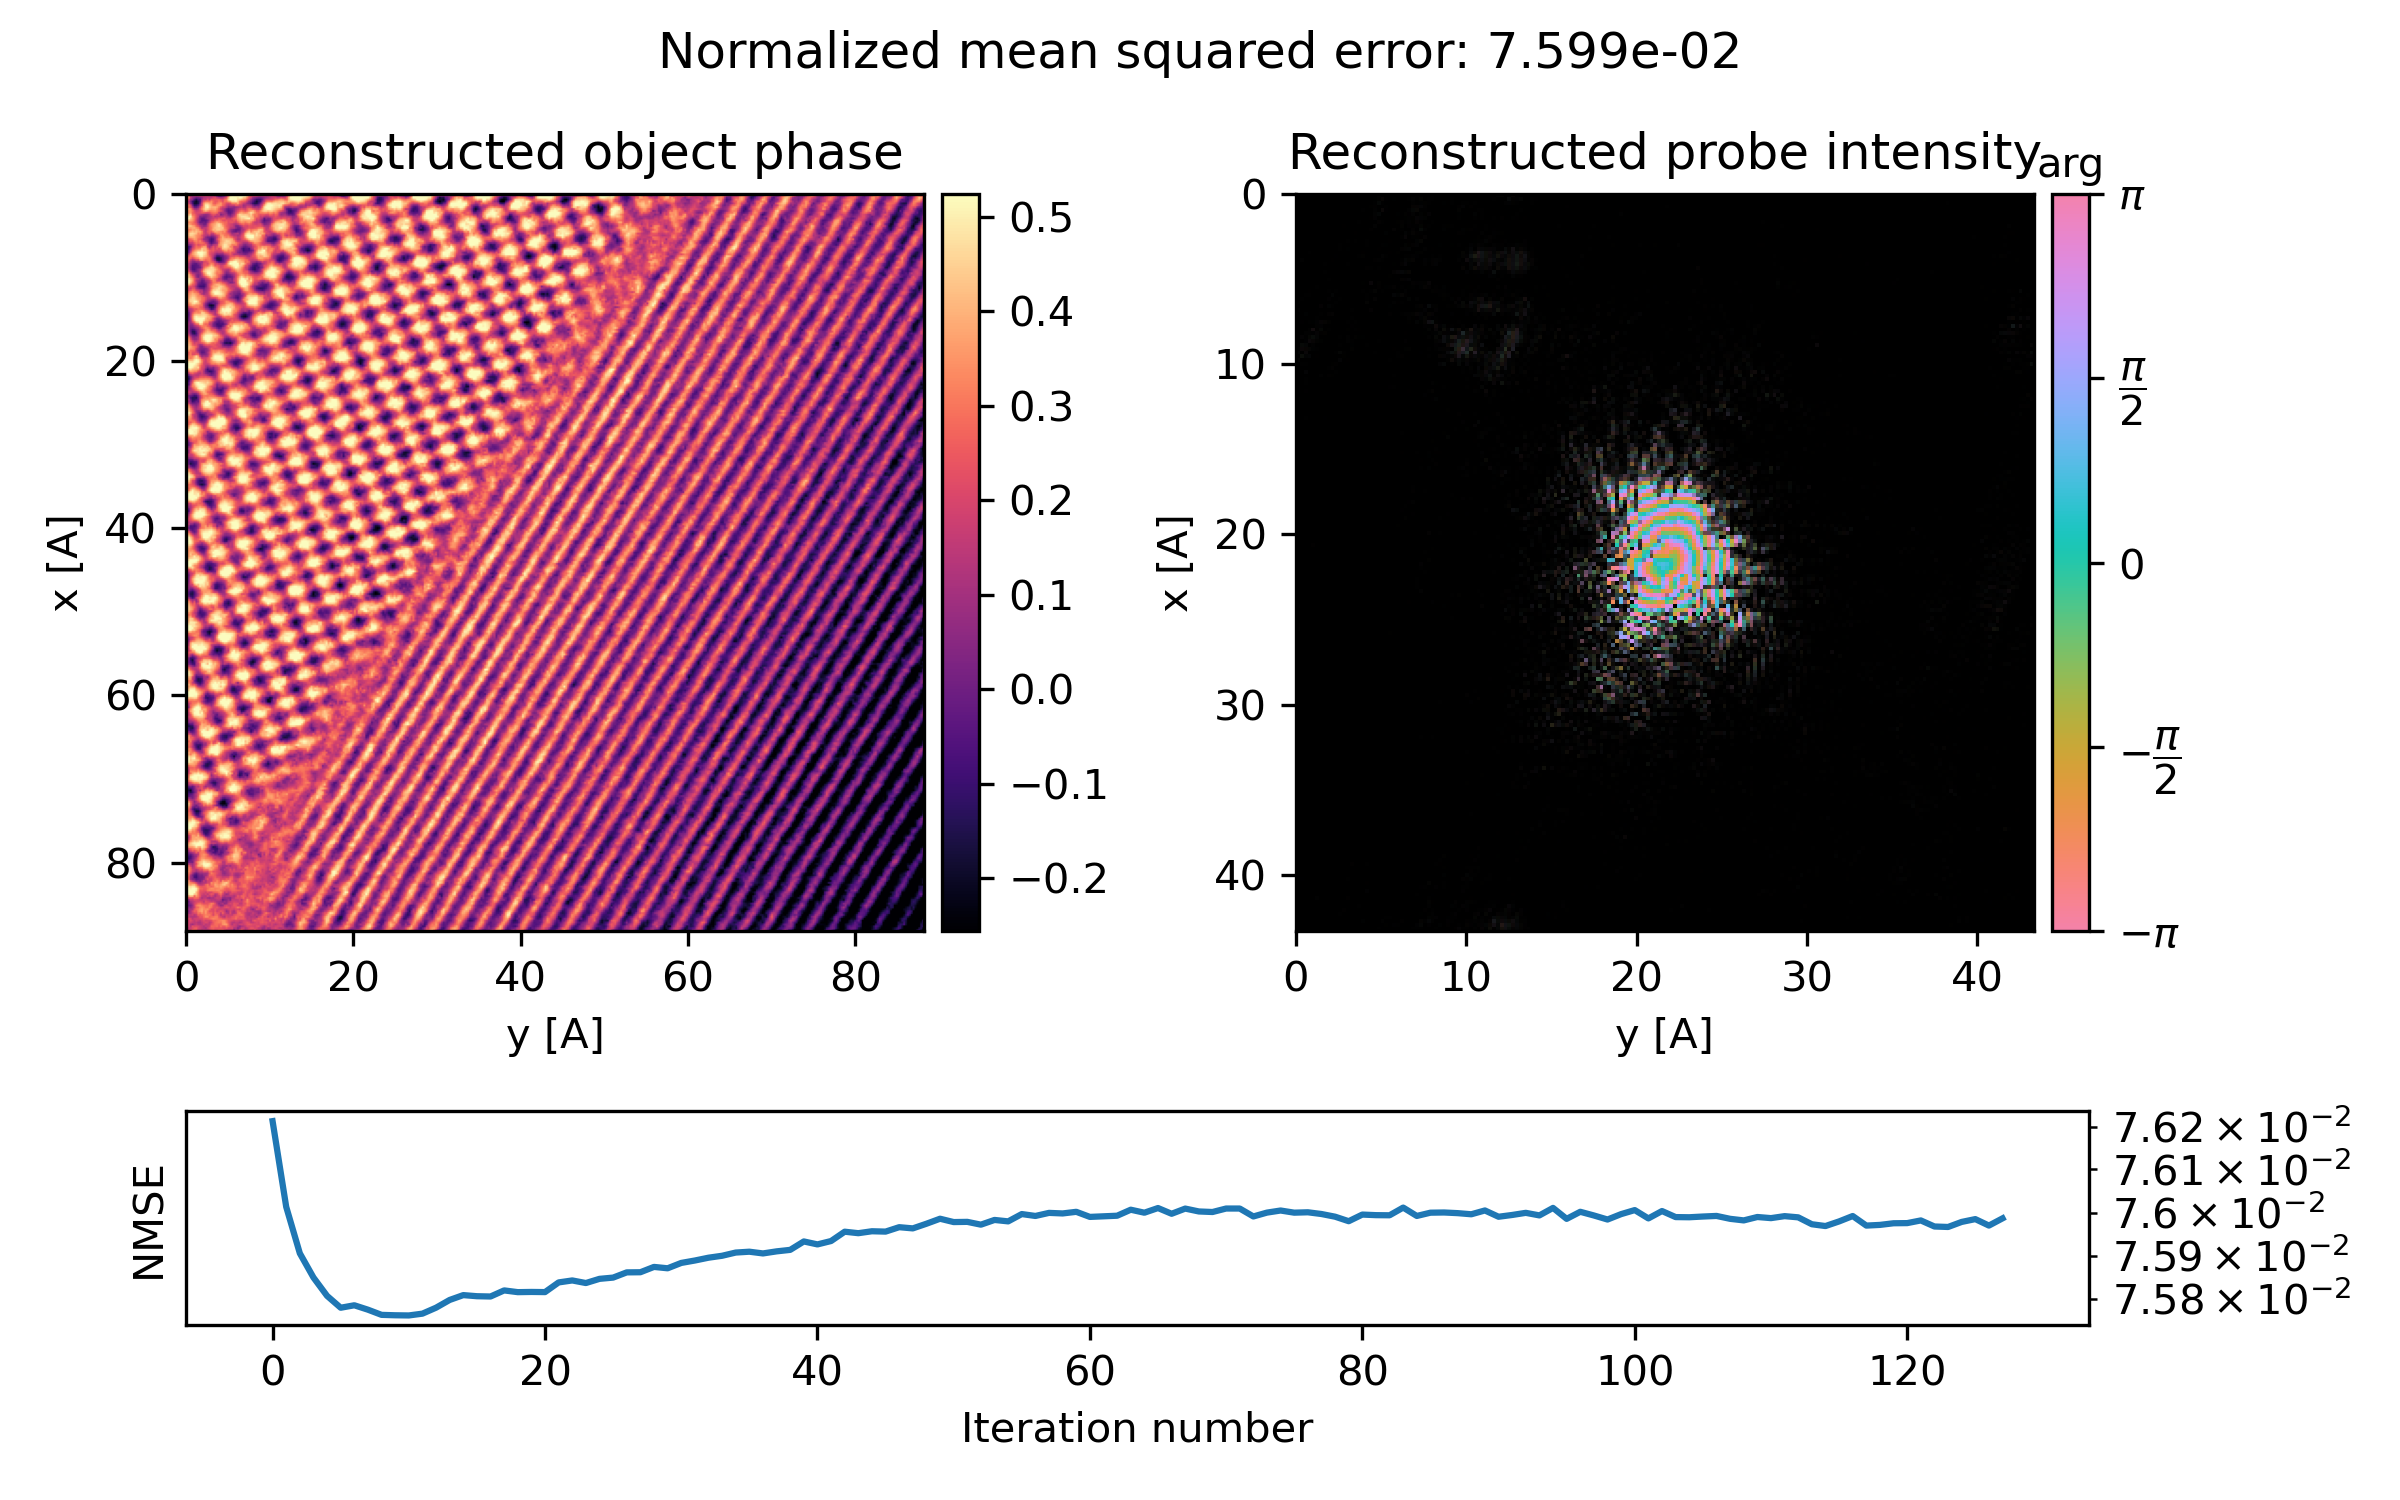 Normalized mean squared error: 7.599e-02
Reconstructed object phase
0
20
40
60
80
x [A]
0 20 40 60 80
y [A]
0.5
0.4
0.3
0.2
0.1
0.0
−0.1
−0.2
Reconstructed probe intensity
0
10
20
30
40
x [A]
0 10 20 30 40
y [A]
arg
π
π/2
0
−π/2
−π
NMSE
7.62 × 10⁻²
7.61 × 10⁻²
7.6 × 10⁻²
7.59 × 10⁻²
7.58 × 10⁻²
0 20 40 60 80 100 120
Iteration number